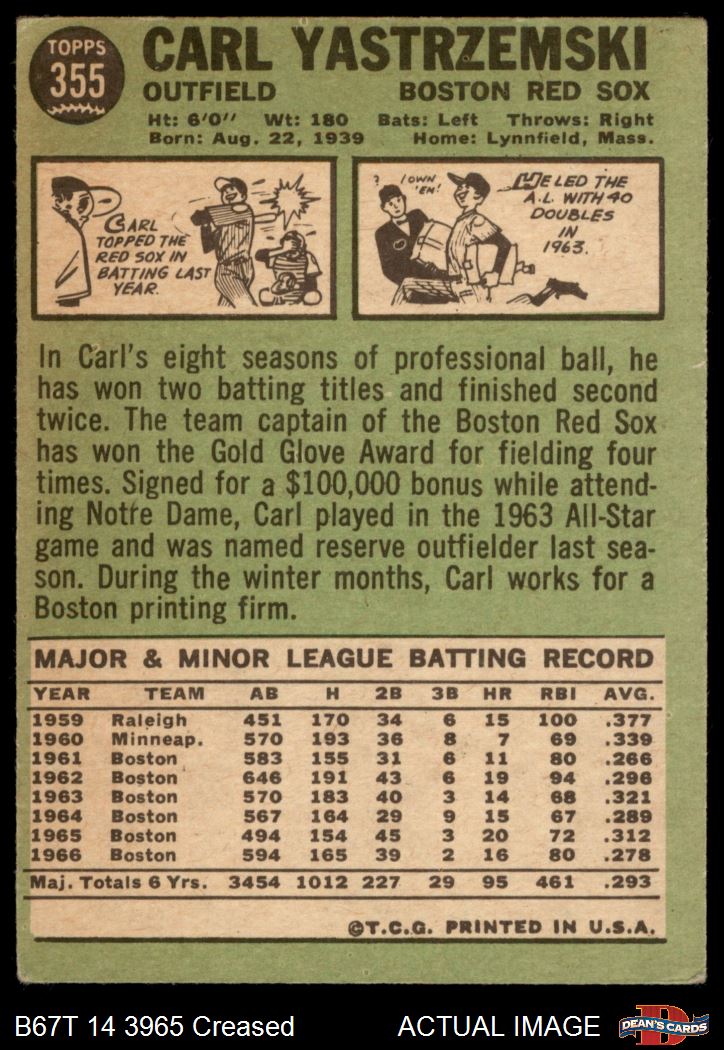 TOPPS
355
CARL YASTRZEMSKI
OUTFIELD BOSTON RED SOX
Ht: 6'0" Wt: 180 Bats: Left Throws: Right
Born: Aug. 22, 1939 Home: Lynnfield, Mass.
CARL
TOPPED THE
RED SOX IN
BATTING LAST
YEAR.
?
I OWN
'EM!
HE LED THE
A.L. WITH 40
DOUBLES
IN
1963.
In Carl's eight seasons of professional ball, he
has won two batting titles and finished second
twice. The team captain of the Boston Red Sox
has won the Gold Glove Award for fielding four
times. Signed for a $100,000 bonus while attend-
ing Notre Dame, Carl played in the 1963 All-Star
game and was named reserve outfielder last sea-
son. During the winter months, Carl works for a
Boston printing firm.
MAJOR & MINOR LEAGUE BATTING RECORD
YEAR TEAM AB H 2B 3B HR RBI AVG.
1959 Raleigh 451 170 34 6 15 100 .377
1960 Minneap. 570 193 36 8 7 69 .339
1961 Boston 583 155 31 6 11 80 .266
1962 Boston 646 191 43 6 19 94 .296
1963 Boston 570 183 40 3 14 68 .321
1964 Boston 567 164 29 9 15 67 .289
1965 Boston 494 154 45 3 20 72 .312
1966 Boston 594 165 39 2 16 80 .278
Maj. Totals 6 Yrs. 3454 1012 227 29 95 461 .293
©T.C.G. PRINTED IN U.S.A.
B67T 14 3965 Creased ACTUAL IMAGE
D
DEAN'S CARDS